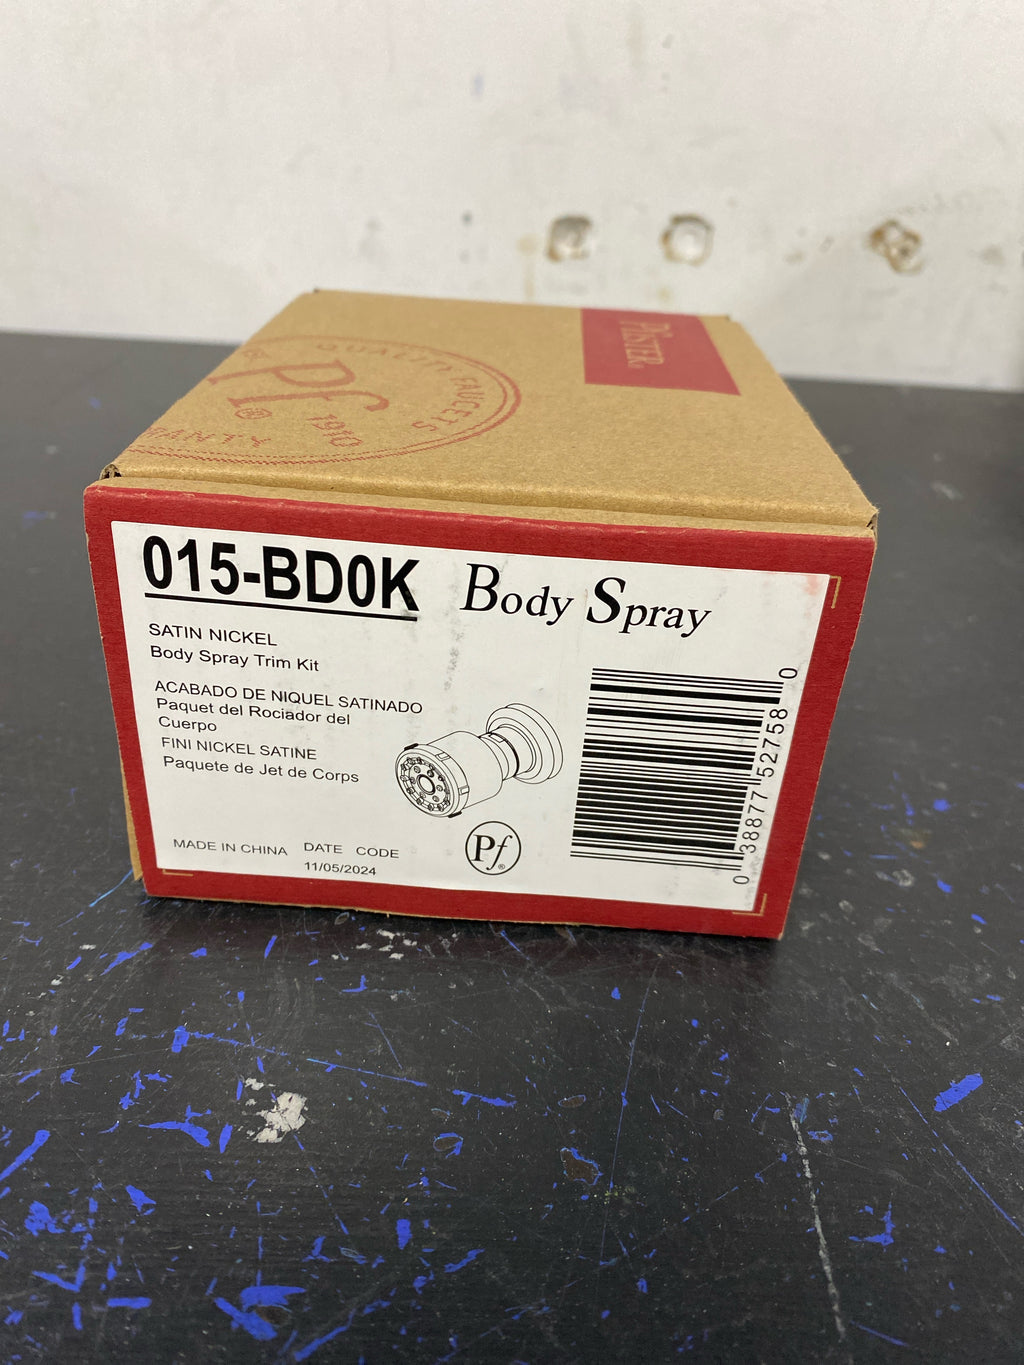 PFISTER
QUALITY FAUCETS
Pf
1910
ANTY
015-BD0K Body Spray
SATIN NICKEL
Body Spray Trim Kit
ACABADO DE NIQUEL SATINADO
Paquet del Rociador del
Cuerpo
FINI NICKEL SATINE
Paquete de Jet de Corps
MADE IN CHINA DATE CODE
11/05/2024
Pf®
0 38877 52758 0